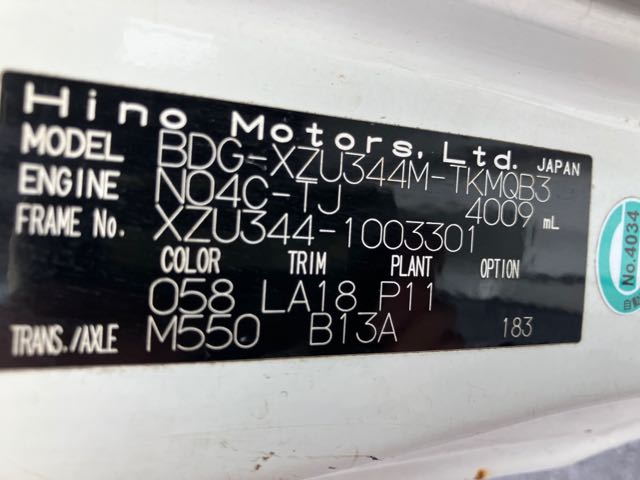 Hino Motors, Ltd. JAPAN
MODEL BDG-XZU344M-TKMQB3
ENGINE N04C-TJ 4009 mL
FRAME No. XZU344-1003301
COLOR TRIM PLANT OPTION
058 LA18 P11
TRANS./AXLE M550 B13A 183
No.4034